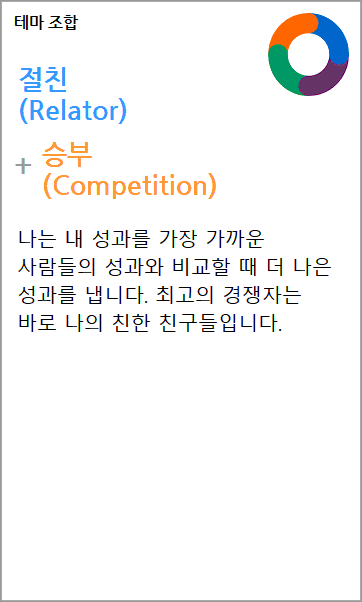 테마 조합
절친
(Relator)
+ 승부
(Competition)
나는 내 성과를 가장 가까운
사람들의 성과와 비교할 때 더 나은
성과를 냅니다. 최고의 경쟁자는
바로 나의 친한 친구들입니다.